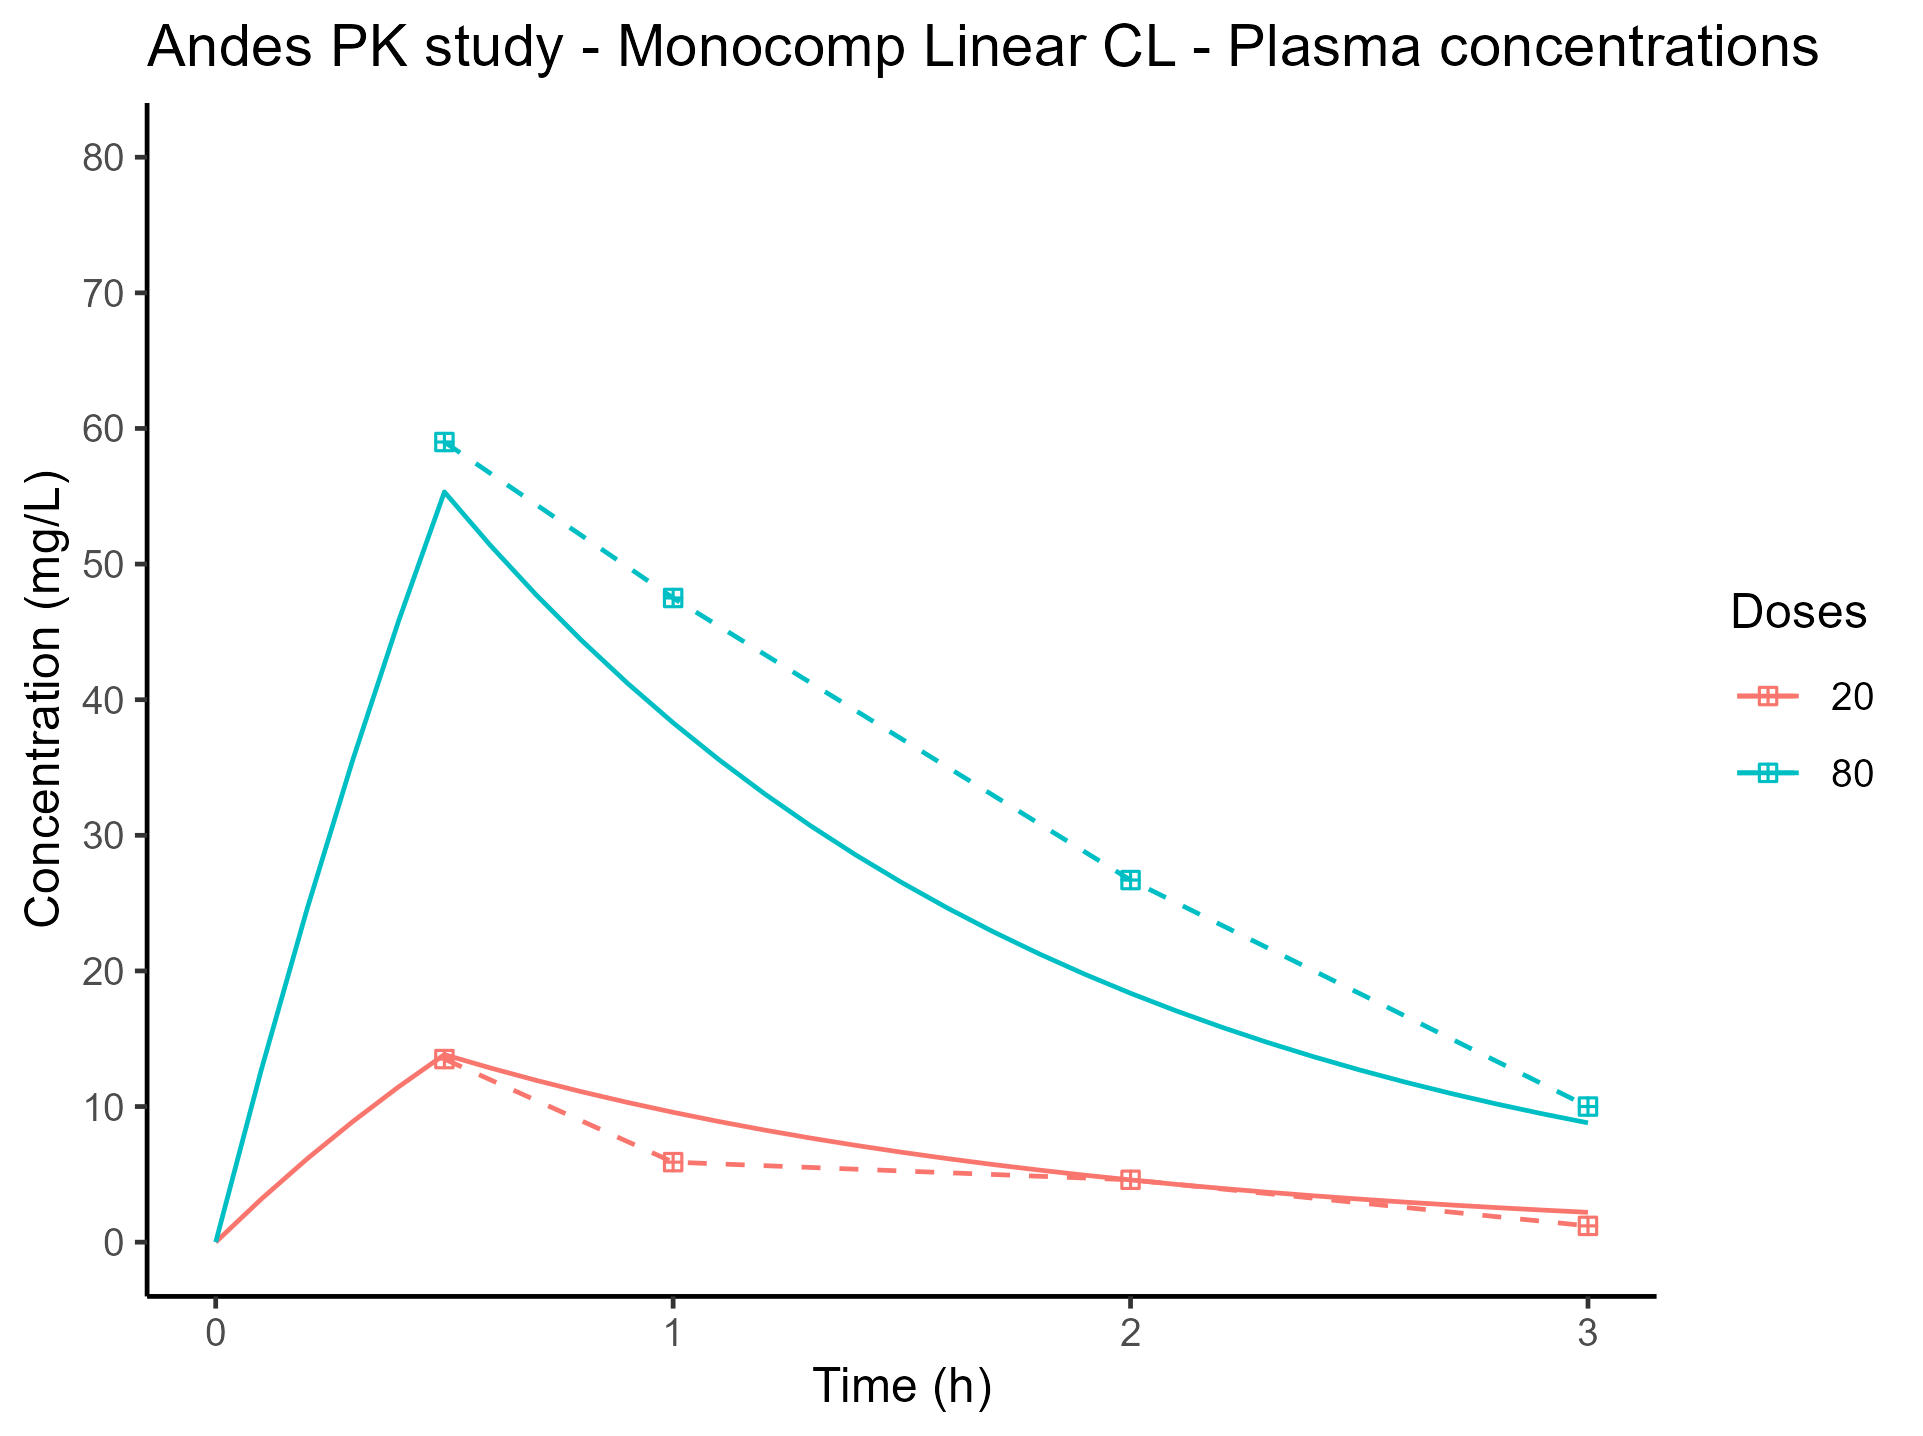 Andes PK study - Monocomp Linear CL - Plasma concentrations
80
70
60
50
40
30
20
10
0
Concentration (mg/L)
0 1 2 3
Time (h)
Doses
20
80